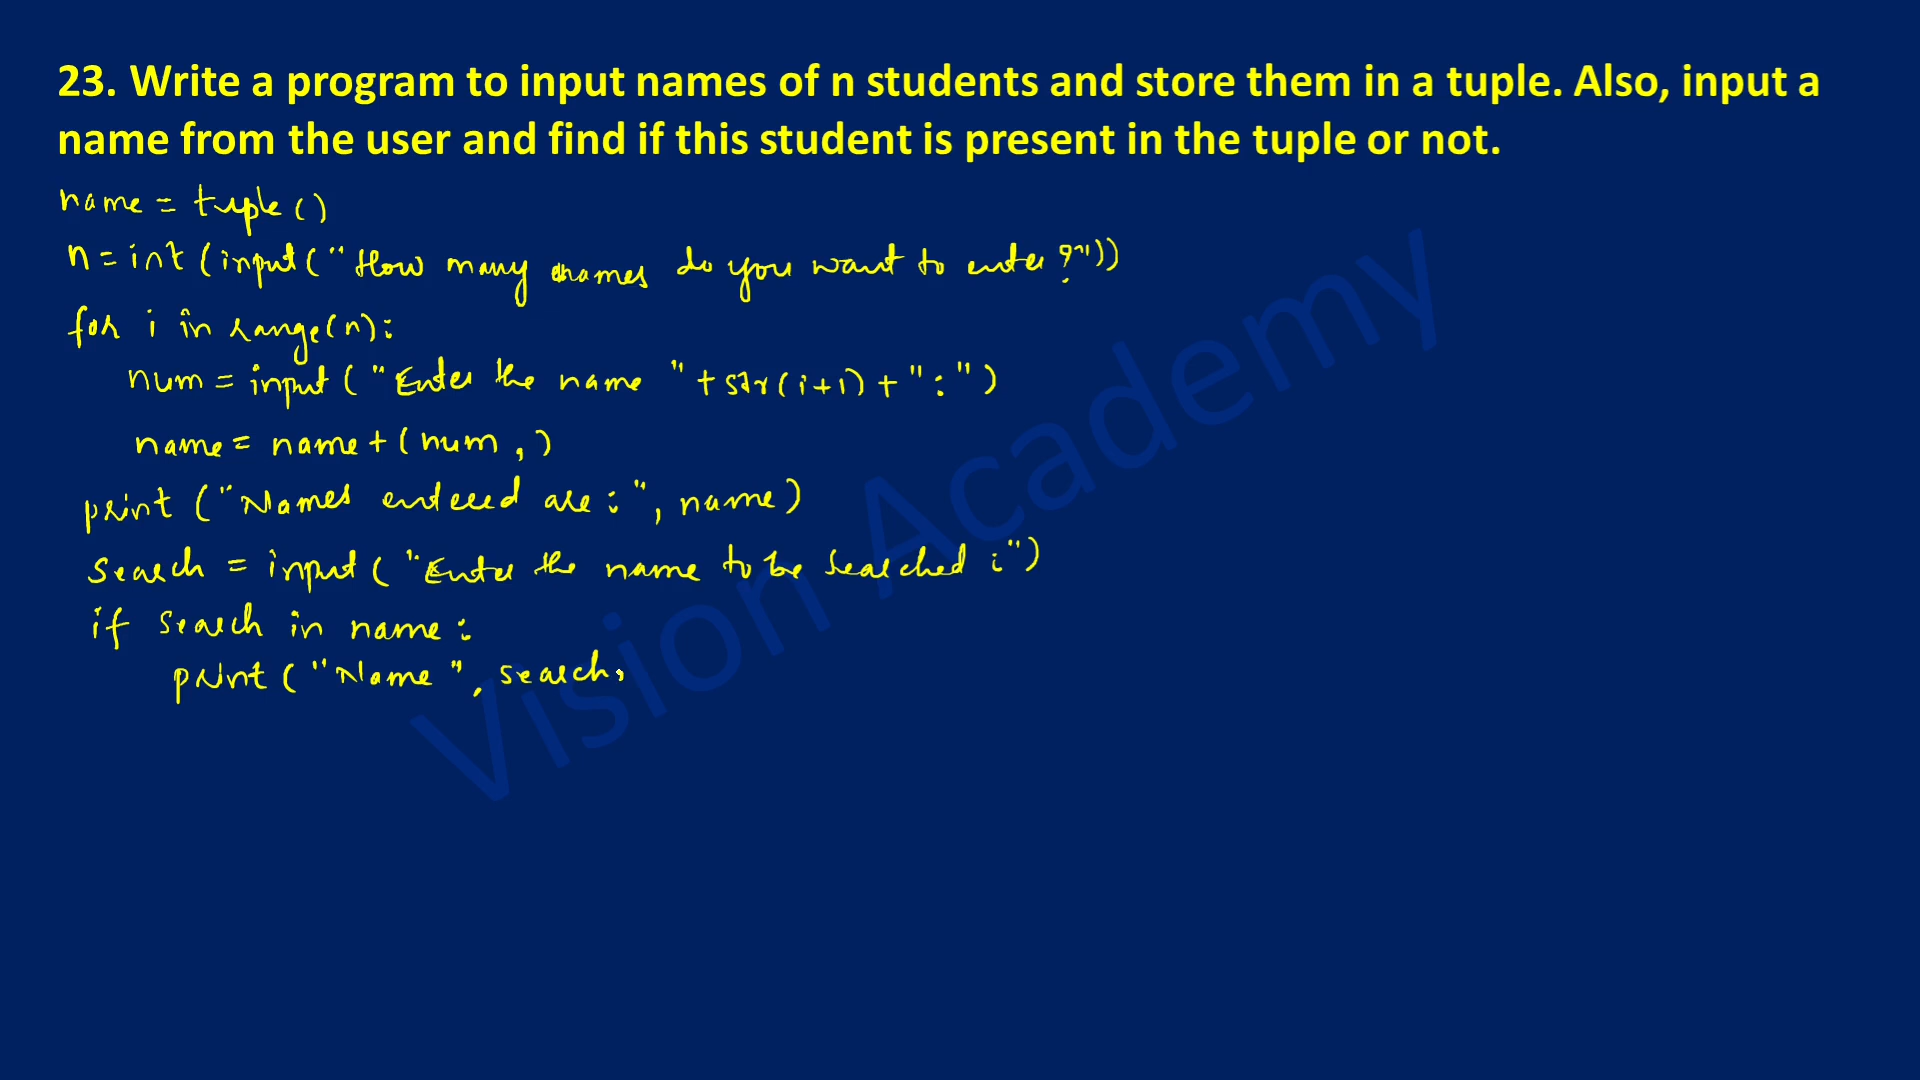 23. Write a program to input names of n students and store them in a tuple. Also, input a
name from the user and find if this student is present in the tuple or not.
name = tuple()
n = int(input("How many names do you want to enter?"))
for i in range(n):
num = input("Enter the name "+str(i+1)+":")
name = name+(num,)
print("Names entered are:", name)
search = input("Enter the name to be searched :")
if search in name:
print("Name", search,
Vision Academy